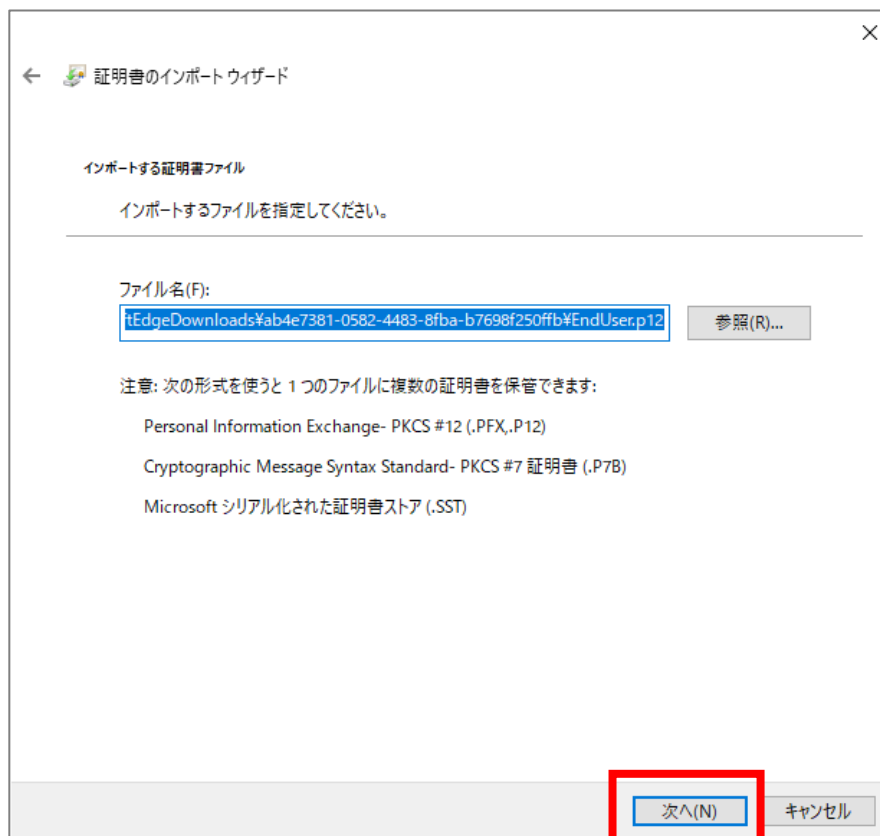 証明書のインポート ウィザード
インポートする証明書ファイル
インポートするファイルを指定してください。
ファイル名(F):
tEdgeDownloads¥ab4e7381-0582-4483-8fba-b7698f250ffb¥EndUser.p12
参照(R)...
注意: 次の形式を使うと 1 つのファイルに複数の証明書を保管できます:
Personal Information Exchange- PKCS #12 (.PFX,.P12)
Cryptographic Message Syntax Standard- PKCS #7 証明書 (.P7B)
Microsoft シリアル化された証明書ストア (.SST)
次へ(N)
キャンセル